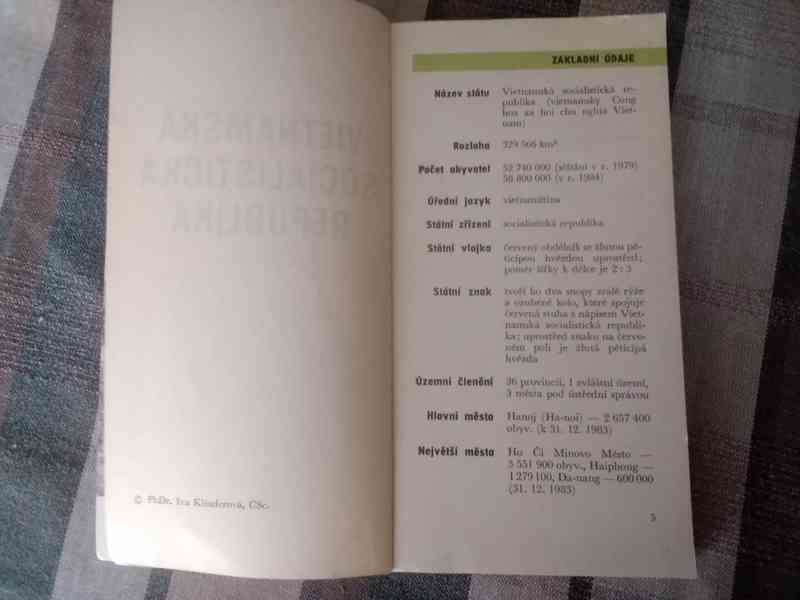 © PhDr. Iva Klinderová, CSc.
ZÁKLADNÍ ÚDAJE
Název státu Vietnamská socialistická re-
publika (vietnamsky Cong
hoa xa hoi chu nghia Viet-
nam)
Rozloha 329 566 km²
Počet obyvatel 52 740 000 (sčítání v r. 1979)
58 800 000 (v r. 1984)
Úřední jazyk vietnamština
Státní zřízení socialistická republika
Státní vlajka červený obdélník se žlutou pě-
ticípou hvězdou uprostřed;
poměr šířky k délce je 2 : 3
Státní znak tvoří ho dva snopy zralé rýže
a ozubené kolo, které spojuje
červená stuha s nápisem Viet-
namská socialistická republi-
ka; uprostřed znaku na červe-
ném poli je žlutá pěticípá
hvězda
Územní členění 36 provincií, 1 zvláštní území,
3 města pod ústřední správou
Hlavní město Hanoj (Ha-noi) — 2 657 400
obyv. (k 31. 12. 1983)
Největší města Ho Či Minovo Město —
3 551 900 obyv., Haiphong —
1 279 100, Da-nang — 600 000
(31. 12. 1983)
5